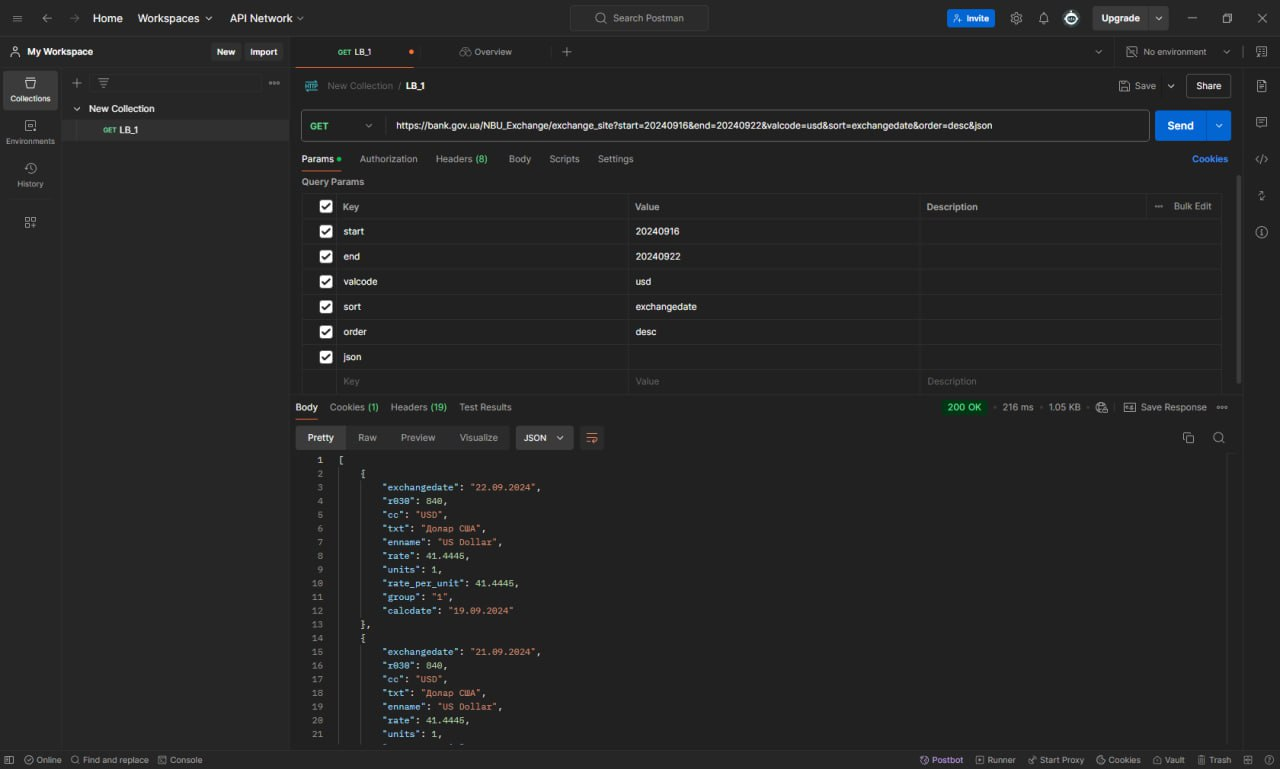 Home Workspaces API Network Search Postman Invite Upgrade
My Workspace New Import GET LB_1 Overview No environment
Collections
Environments
History
New Collection
GET LB_1
HTTP New Collection / LB_1 Save Share
GET https://bank.gov.ua/NBU_Exchange/exchange_site?start=20240916&end=20240922&valcode=usd&sort=exchangedate&order=desc&json Send
Params Authorization Headers (8) Body Scripts Settings Cookies
Query Params
Key Value Description Bulk Edit
start 20240916
end 20240922
valcode usd
sort exchangedate
order desc
json
Key Value Description
Body Cookies (1) Headers (19) Test Results 200 OK 216 ms 1.05 KB Save Response
Pretty Raw Preview Visualize JSON
1 [
2 {
3 "exchangedate": "22.09.2024",
4 "r030": 840,
5 "cc": "USD",
6 "txt": "Долар США",
7 "enname": "US Dollar",
8 "rate": 41.4445,
9 "units": 1,
10 "rate_per_unit": 41.4445,
11 "group": "1",
12 "calcdate": "19.09.2024"
13 },
14 {
15 "exchangedate": "21.09.2024",
16 "r030": 840,
17 "cc": "USD",
18 "txt": "Долар США",
19 "enname": "US Dollar",
20 "rate": 41.4445,
21 "units": 1,
Online Find and replace Console Postbot Runner Start Proxy Cookies Vault Trash